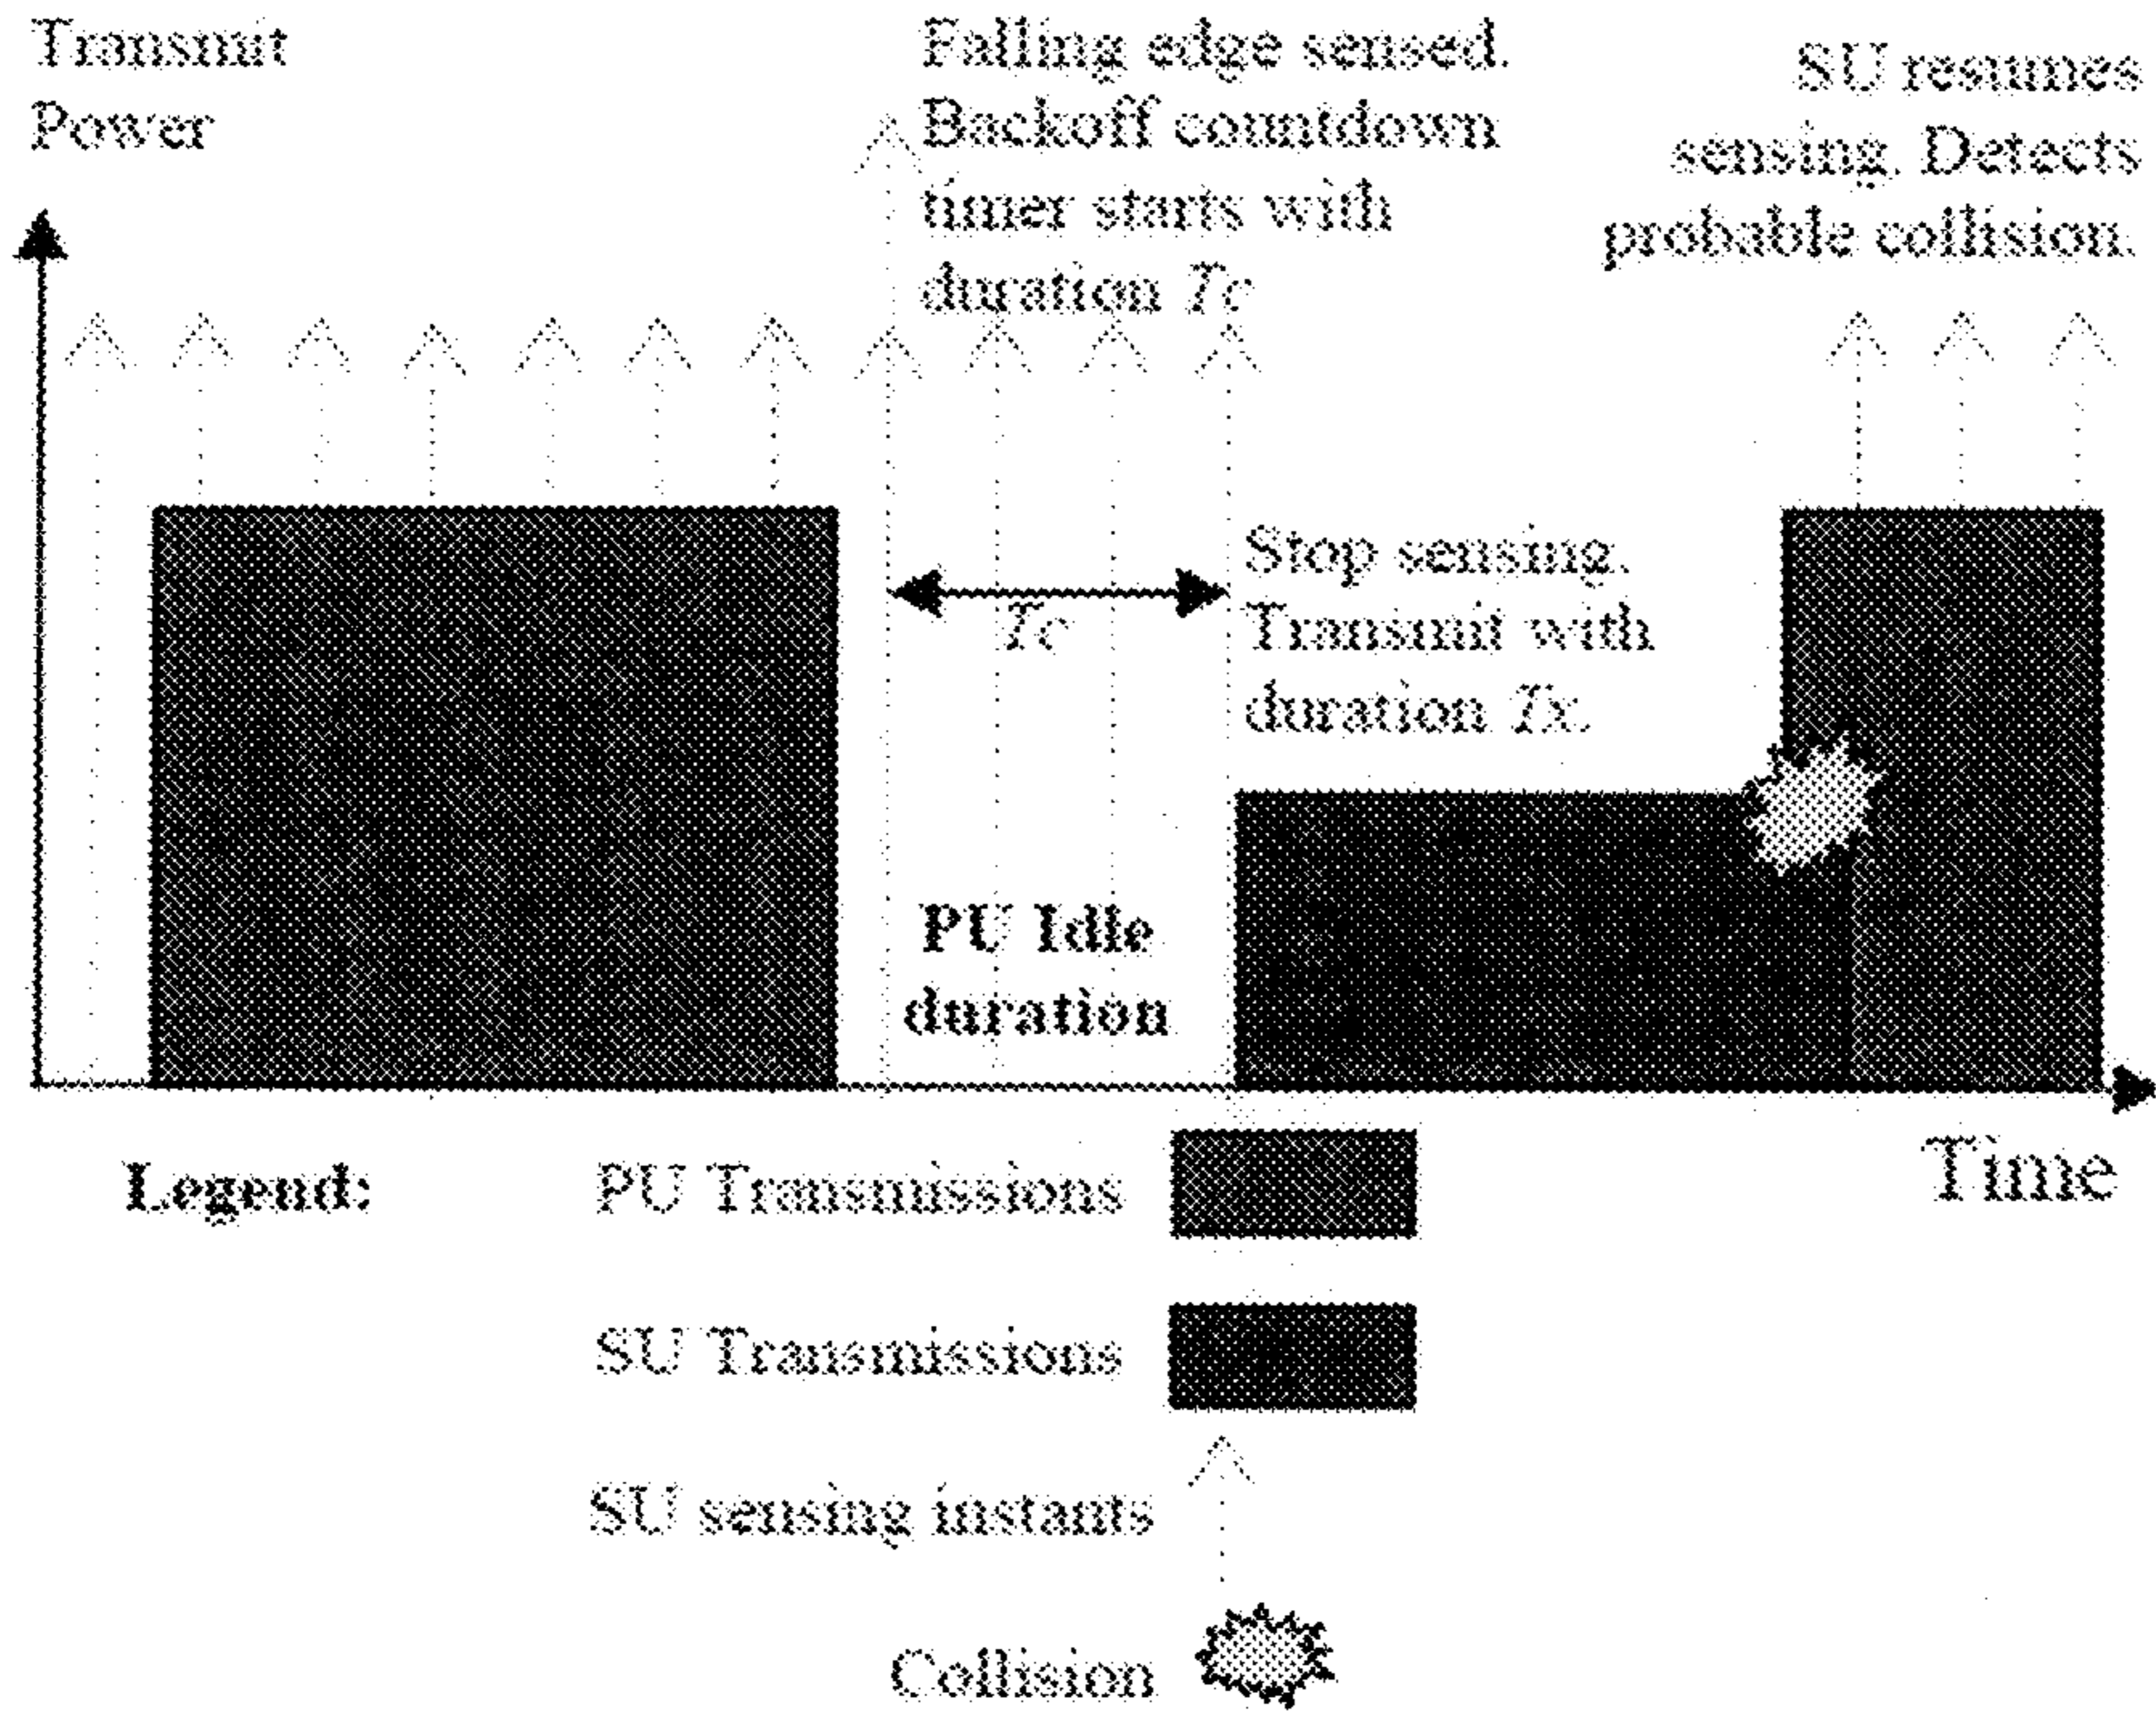 Transmit
Power
Falling edge sensed.
Backoff countdown
timer starts with
duration Tc
SU resumes
sensing. Detects
probable collision.
Tc
Stop sensing.
Transmit with
duration Tx.
PU Idle
duration
Time
Legend:
PU Transmissions
SU Transmissions
SU sensing instants
Collision